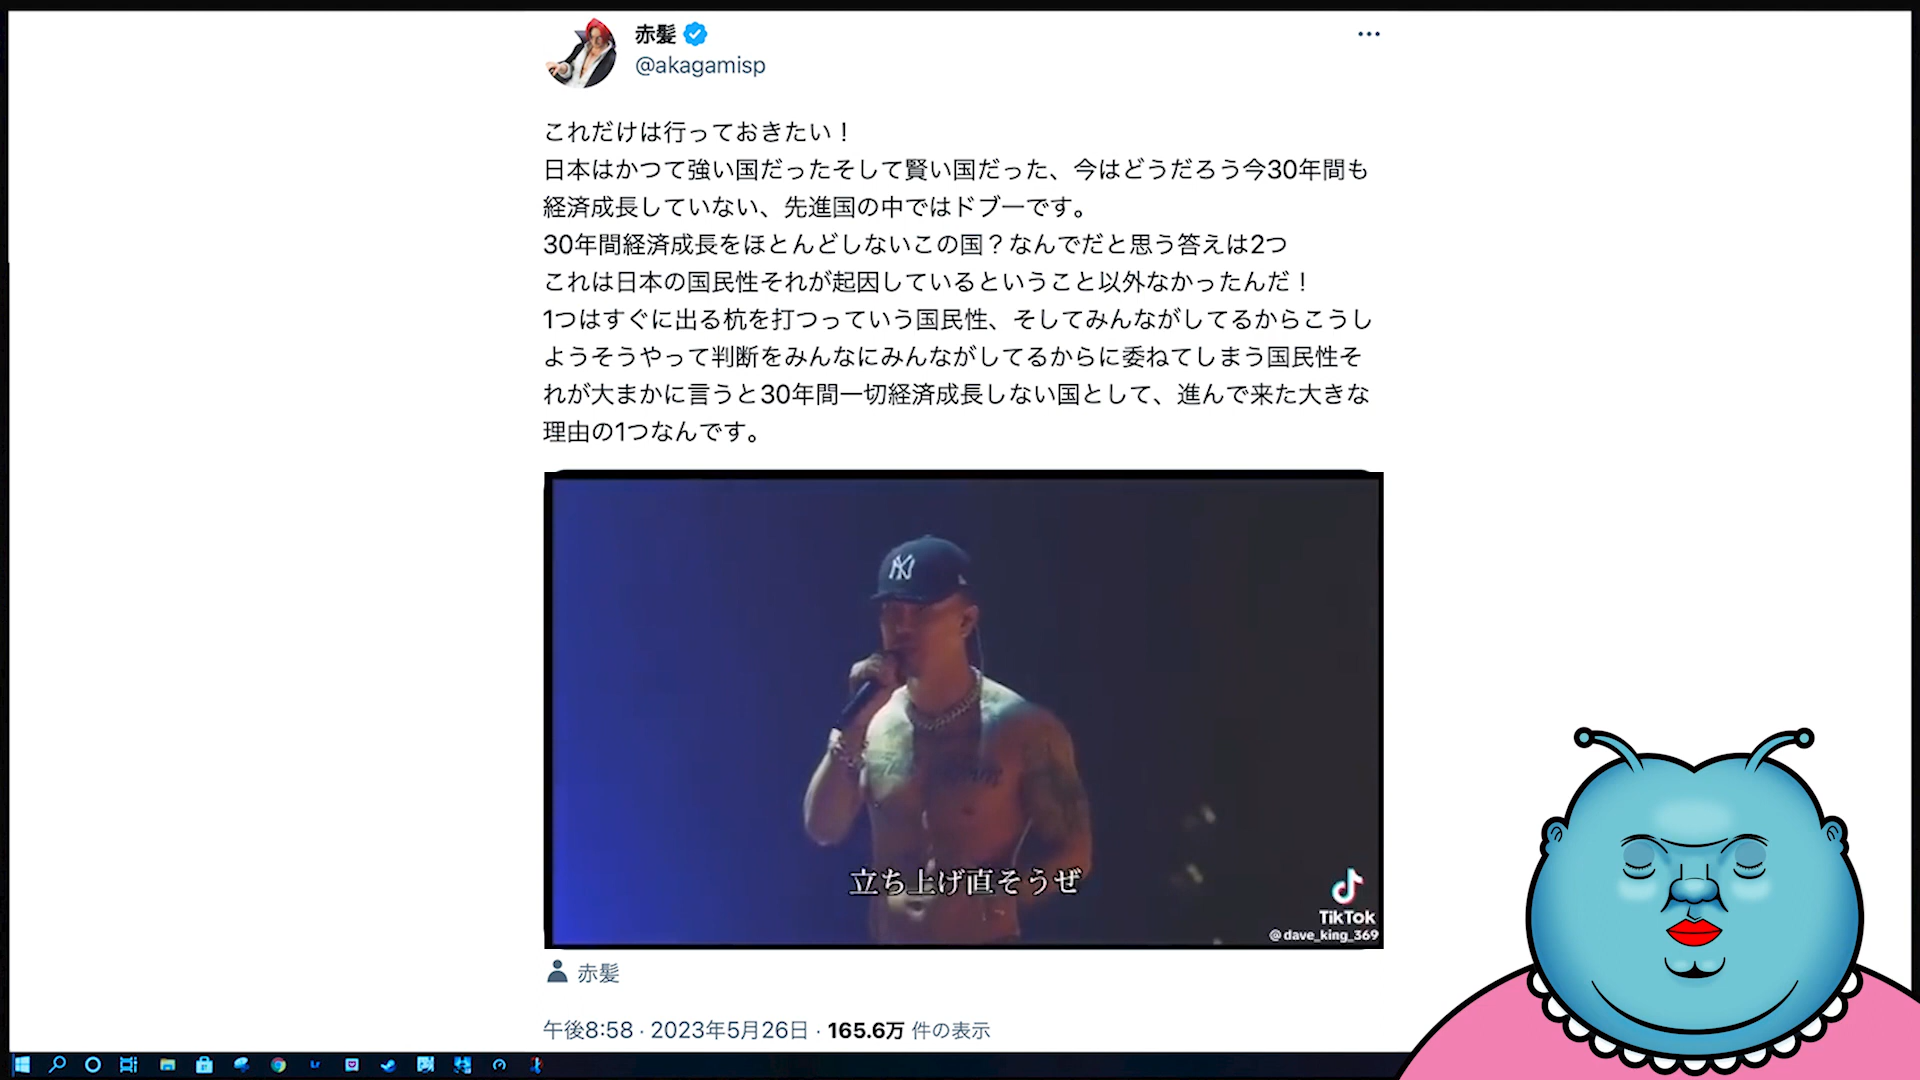 赤髪
@akagamisp
これだけは行っておきたい！
日本はかつて強い国だったそして賢い国だった、今はどうだろう今30年間も
経済成長していない、先進国の中ではドブーです。
30年間経済成長をほとんどしないこの国？なんでだと思う答えは2つ
これは日本の国民性それが起因しているということ以外なかったんだ！
1つはすぐに出る杭を打つっていう国民性、そしてみんながしてるからこうし
ようそうやって判断をみんなにみんながしてるからに委ねてしまう国民性そ
れが大まかに言うと30年間一切経済成長しない国として、進んで来た大きな
理由の1つなんです。
NY
立ち上げ直そうぜ
TikTok
@dave_king_369
赤髪
午後8:58 · 2023年5月26日 · 165.6万 件の表示